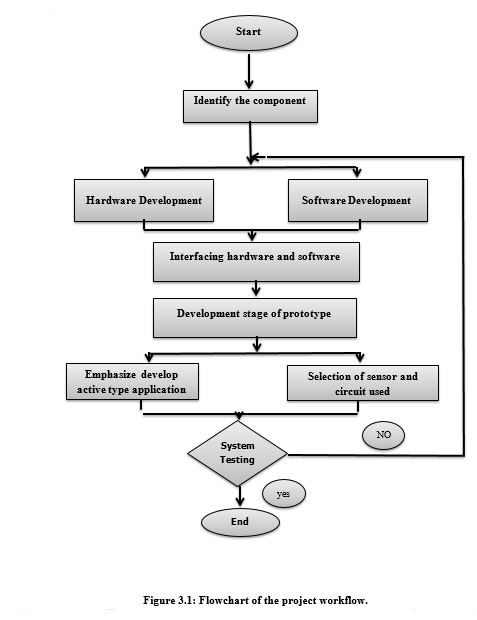 Start
Identify the component
Hardware Development
Software Development
Interfacing hardware and software
Development stage of prototype
Emphasize develop
active type application
Selection of sensor and
circuit used
System
Testing
NO
yes
End
Figure 3.1: Flowchart of the project workflow.